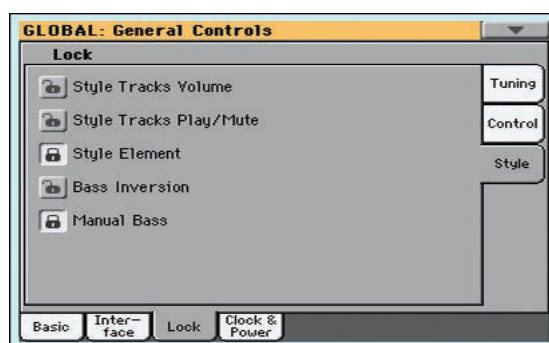 GLOBAL: General Controls
Lock
Style Tracks Volume
Style Tracks Play/Mute
Style Element
Bass Inversion
Manual Bass
Tuning
Control
Style
Basic
Inter-
face
Lock
Clock &
Power